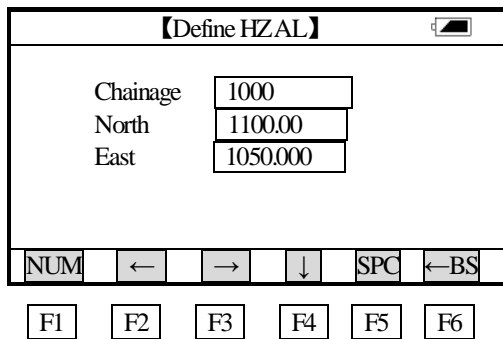 【Define HZAL】
Chainage 1000
North 1100.00
East 1050.000
NUM ← → ↓ SPC ←BS
F1 F2 F3 F4 F5 F6